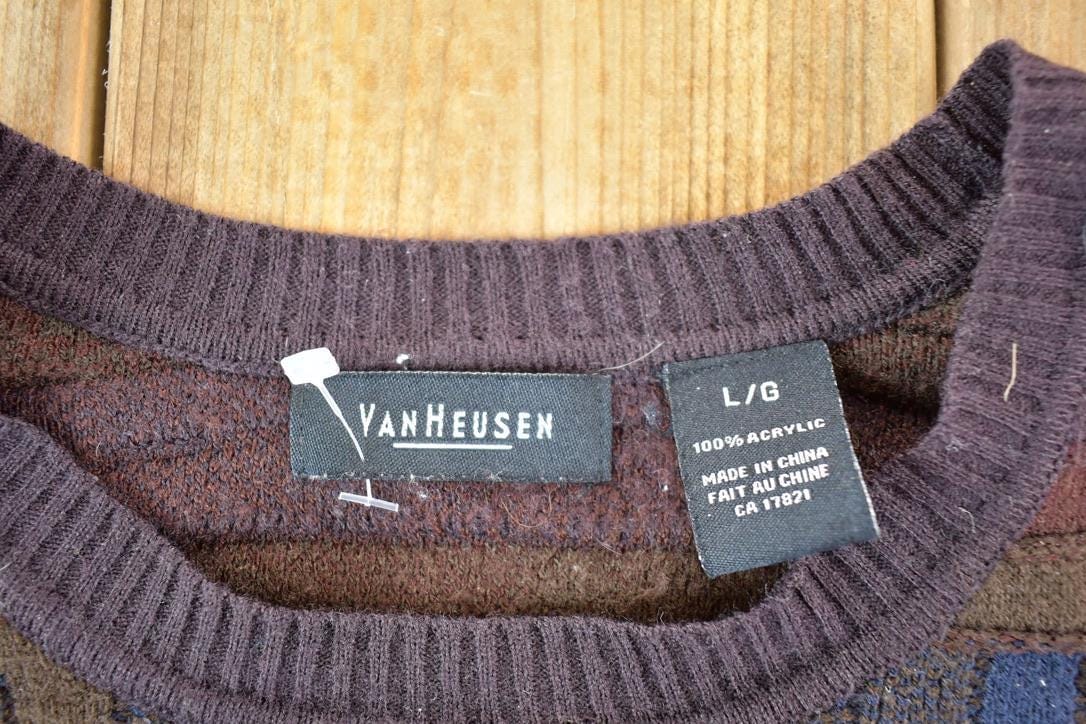 VANHEUSEN
L/G
100% ACRYLIC
MADE IN CHINA
FAIT AU CHINE
CA 17821